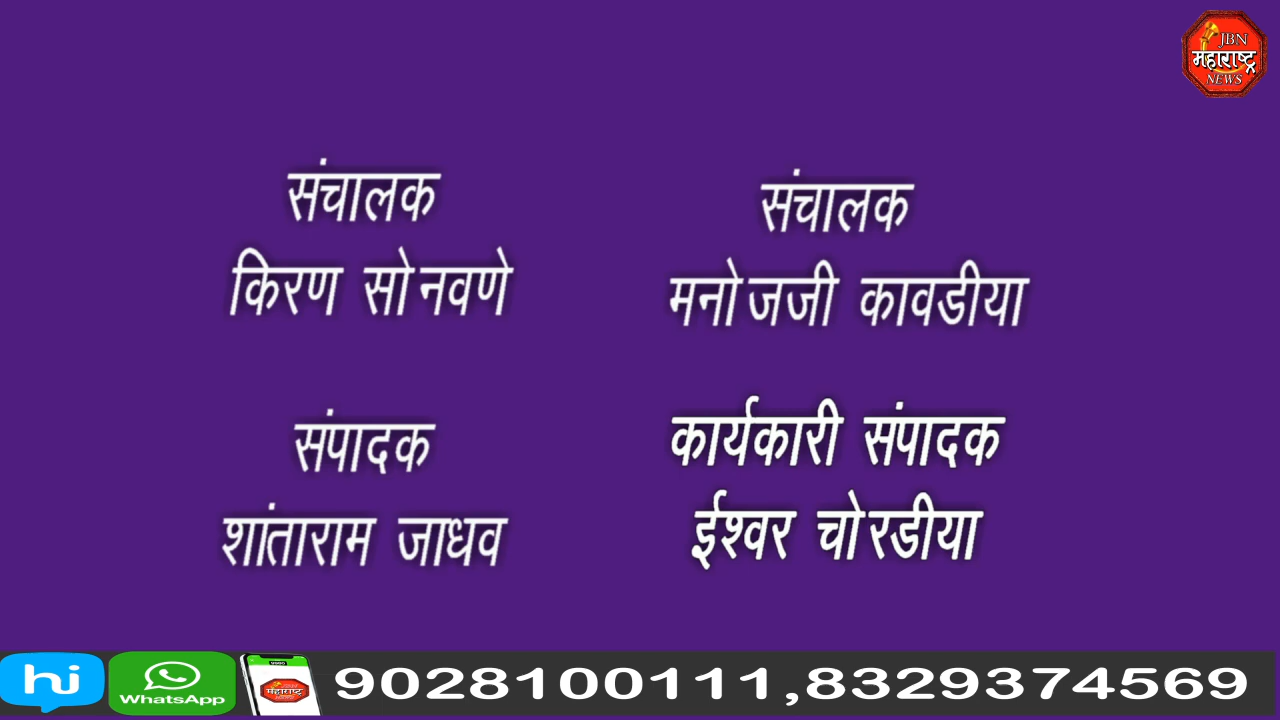 JBN
महाराष्ट्र
NEWS
संचालक
किरण सोनवणे
संचालक
मनोजजी कावडीया
संपादक
शांताराम जाधव
कार्यकारी संपादक
ईश्वर चोरडीया
hi
WhatsApp
महाराष्ट्र
9028100111,8329374569